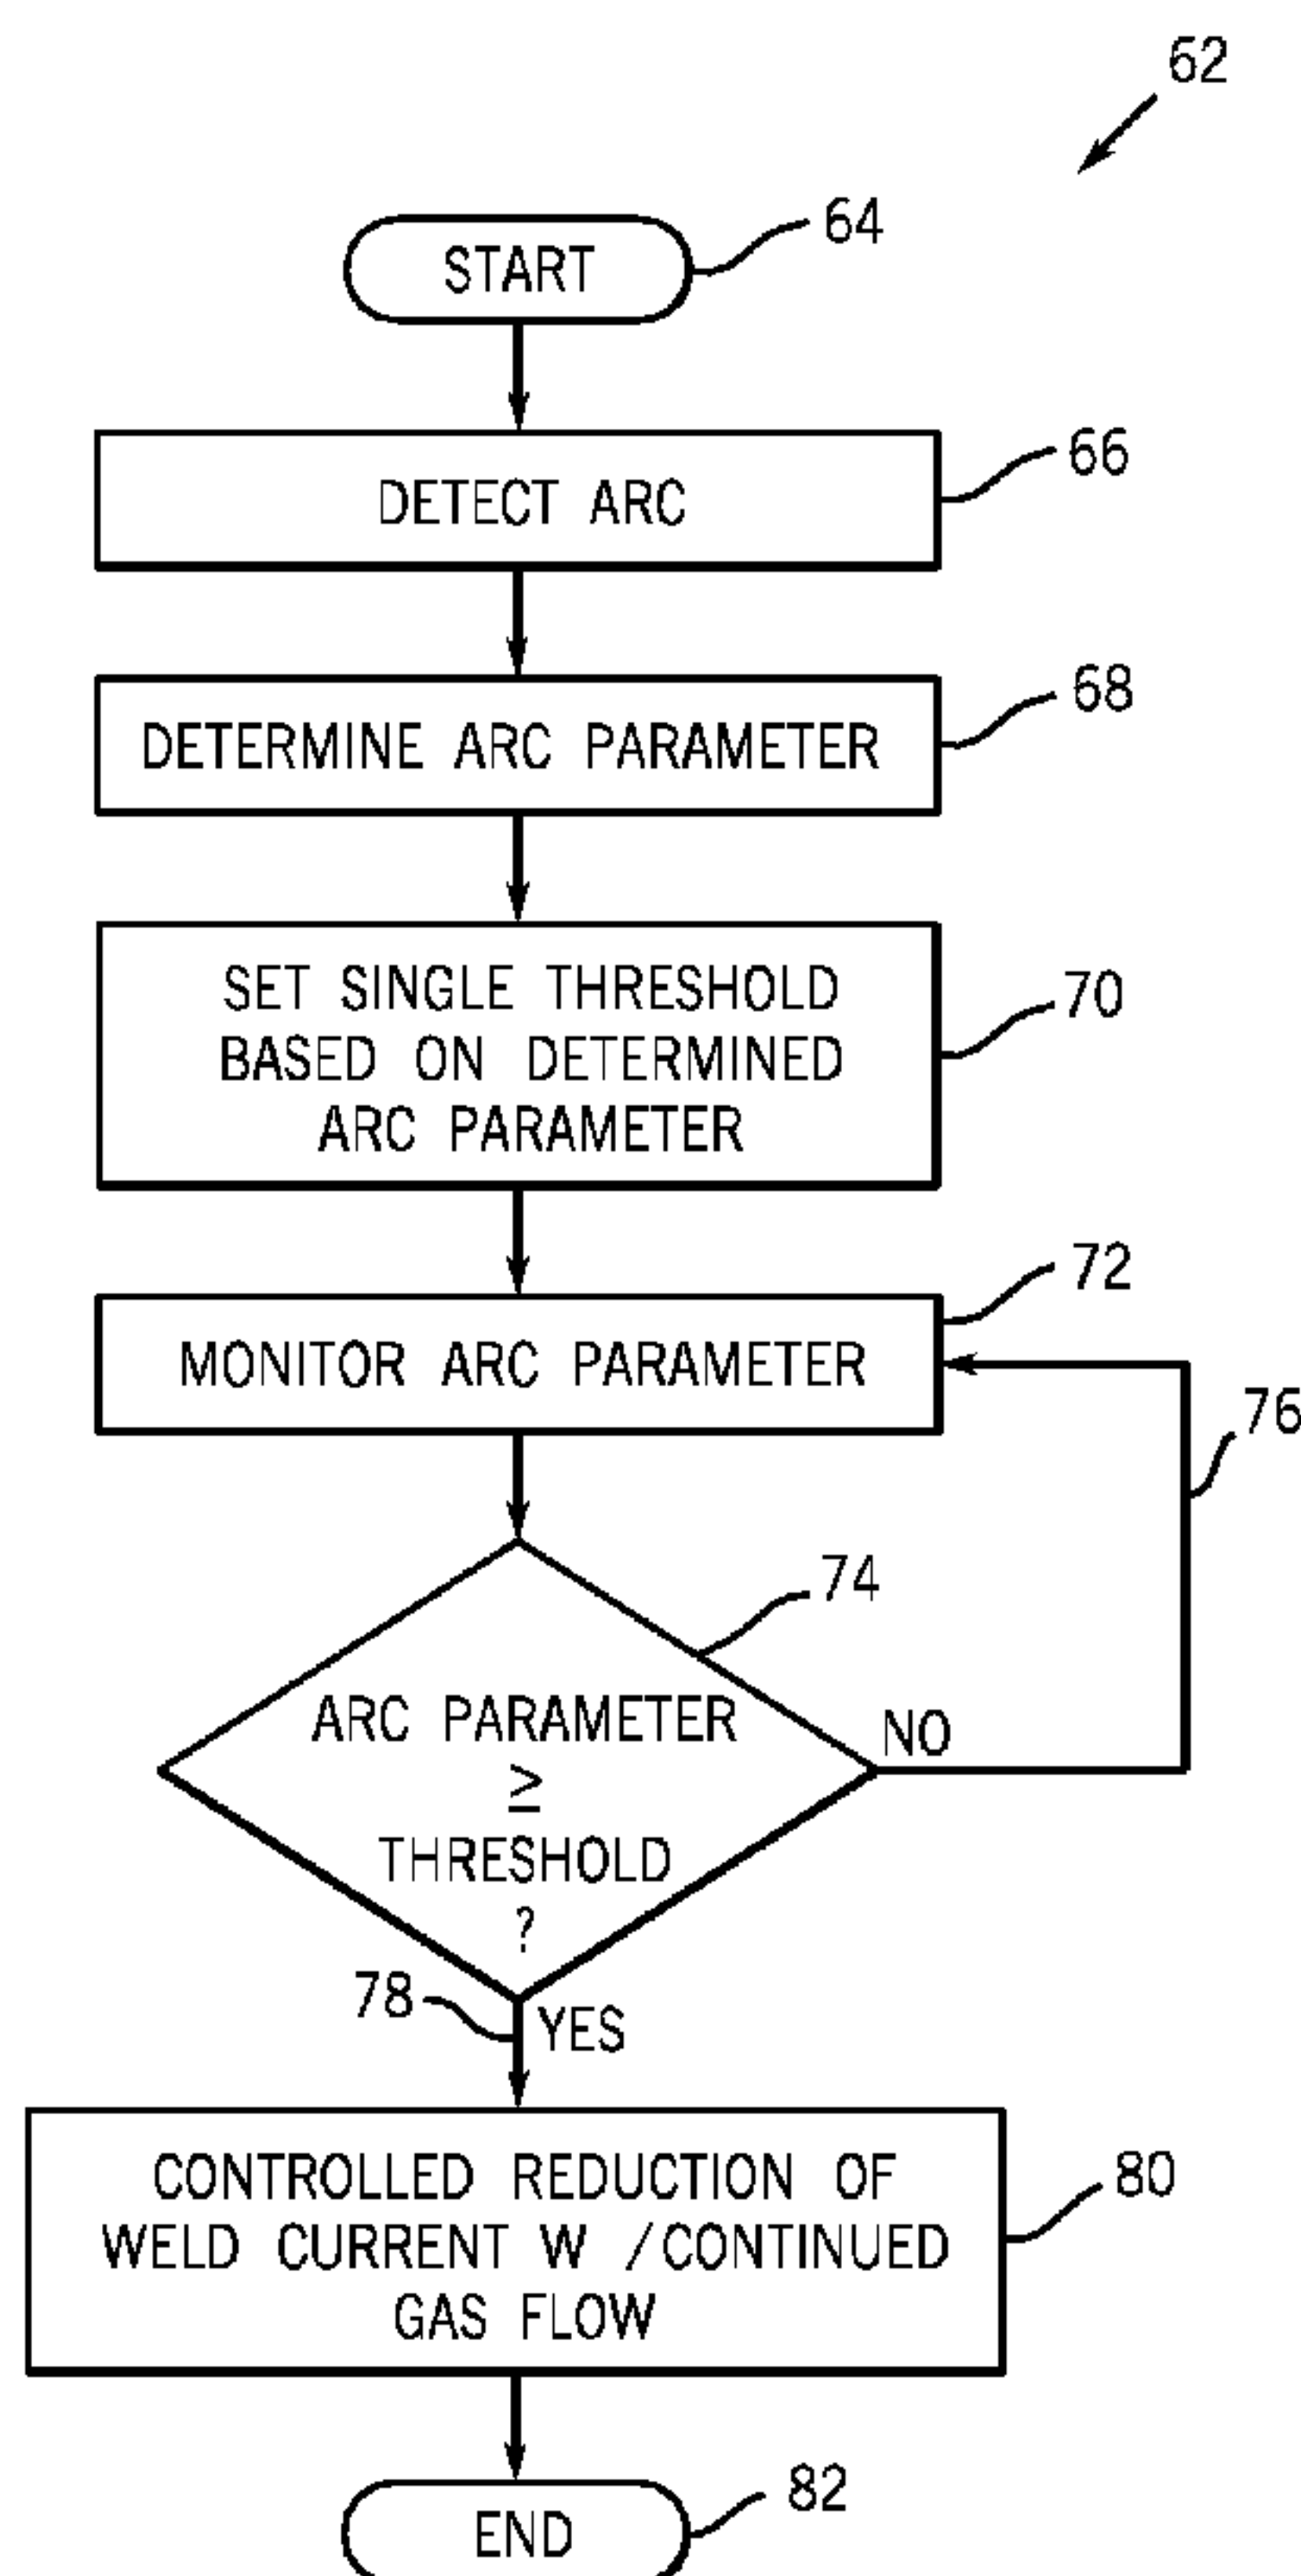 62
START
64
DETECT ARC
66
DETERMINE ARC PARAMETER
68
SET SINGLE THRESHOLD
BASED ON DETERMINED
ARC PARAMETER
70
MONITOR ARC PARAMETER
72
76
74
ARC PARAMETER
≥
THRESHOLD
?
NO
78
YES
CONTROLLED REDUCTION OF
WELD CURRENT W /CONTINUED
GAS FLOW
80
END
82